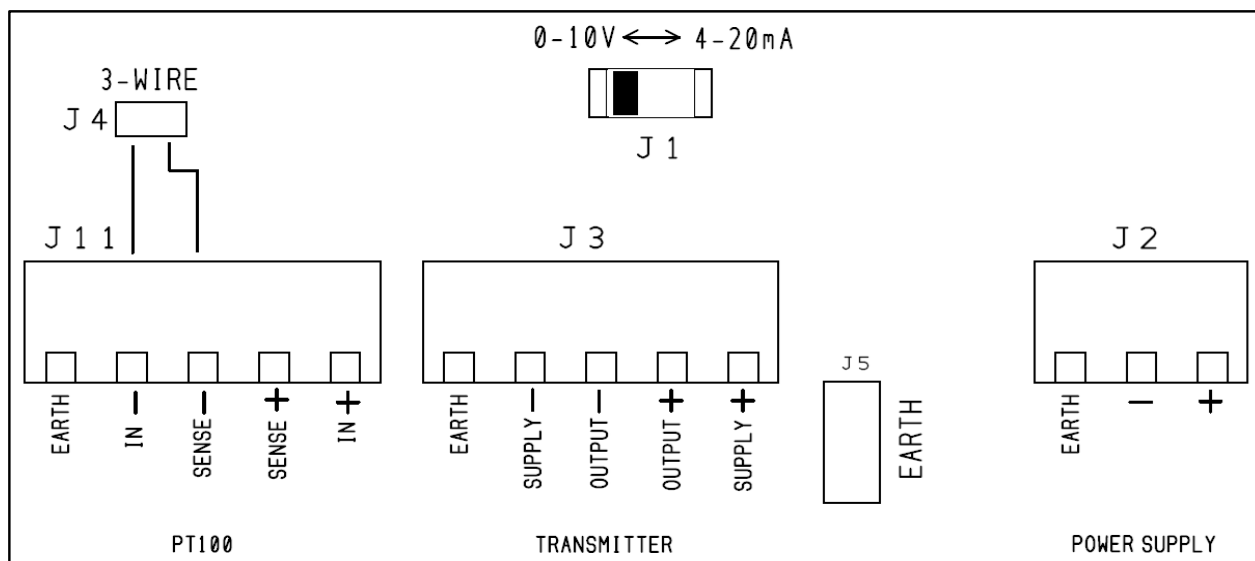 0-10V ↔ 4-20mA
3-WIRE
J4
J1
J11
J3
J2
J5
EARTH
IN -
SENSE -
SENSE +
IN +
EARTH
SUPPLY -
OUTPUT -
OUTPUT +
SUPPLY +
EARTH
EARTH
-
+
PT100
TRANSMITTER
POWER SUPPLY